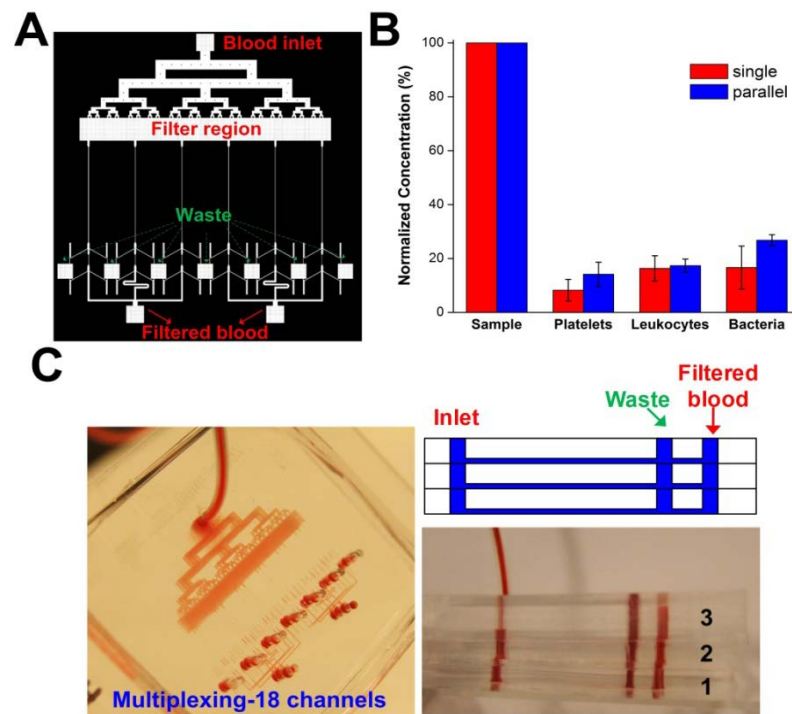 A
Blood inlet
Filter region
Waste
Filtered blood
B
Normalized Concentration (%)
100
80
60
40
20
0
single
parallel
Sample Platelets Leukocytes Bacteria
C
Multiplexing-18 channels
Inlet
Waste
Filtered
blood
3
2
1